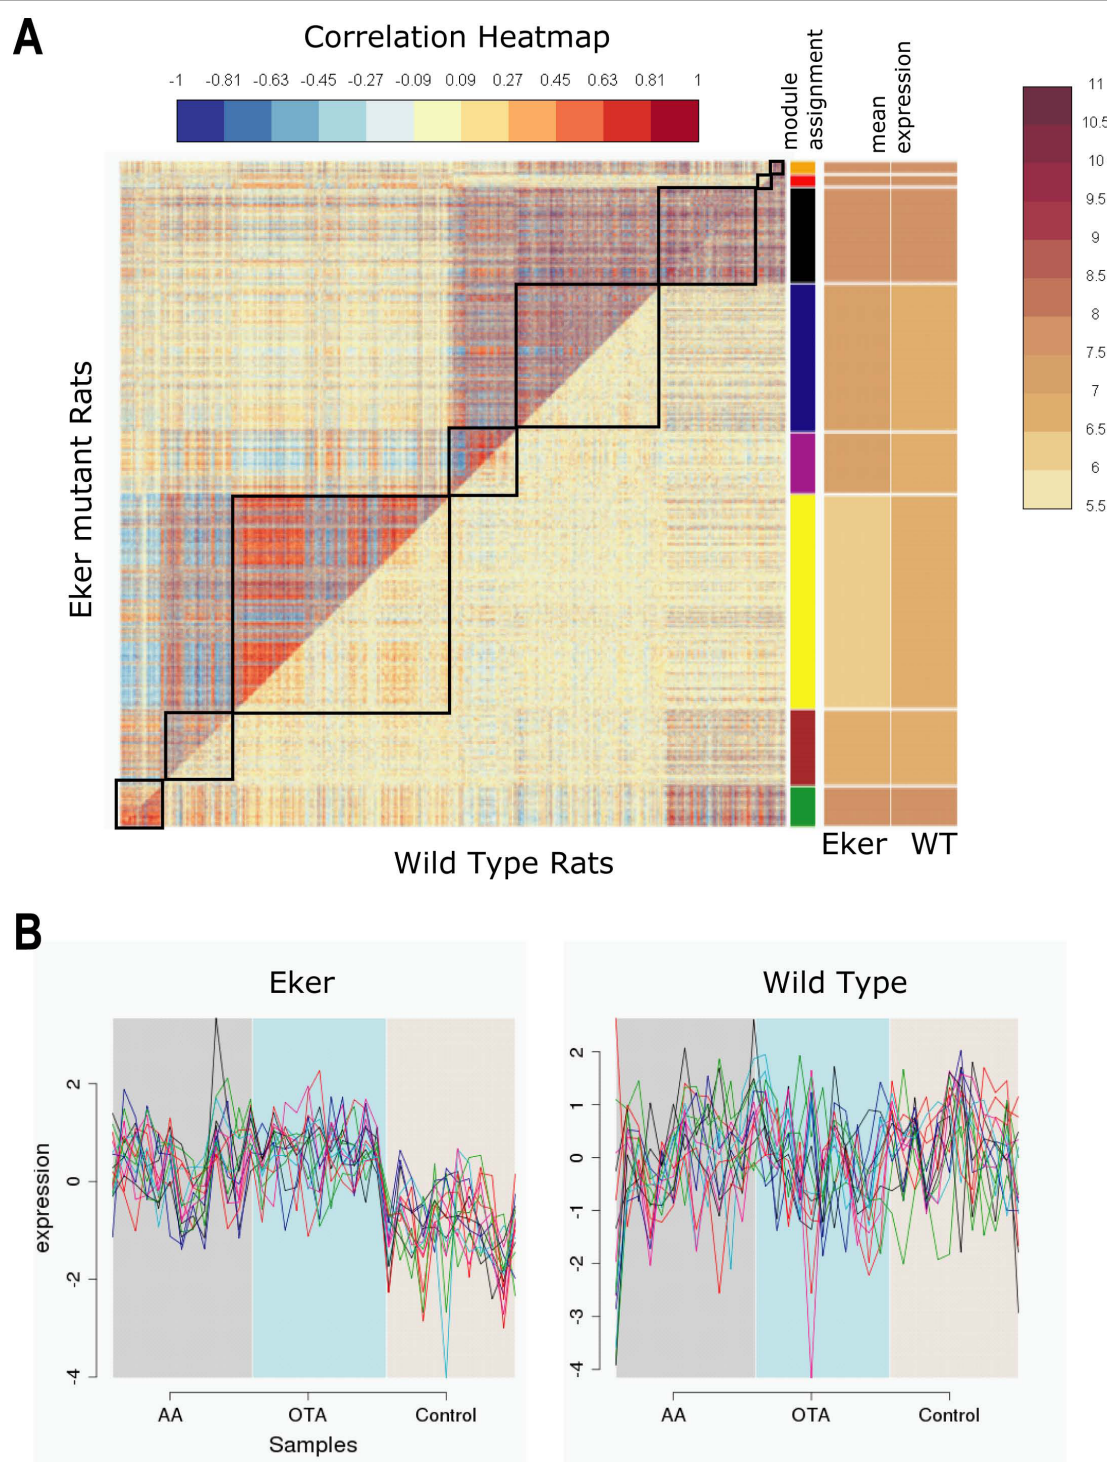 A
Correlation Heatmap
-1 -0.81 -0.63 -0.45 -0.27 -0.09 0.09 0.27 0.45 0.63 0.81 1
module
assignment
mean
expression
11
10.5
10
9.5
9
8.5
8
7.5
7
6.5
6
5.5
Eker mutant Rats
Eker WT
Wild Type Rats
B
Eker
Wild Type
expression
2
0
-2
-4
AA OTA Control
Samples
2
1
0
-1
-2
-3
-4
AA OTA Control